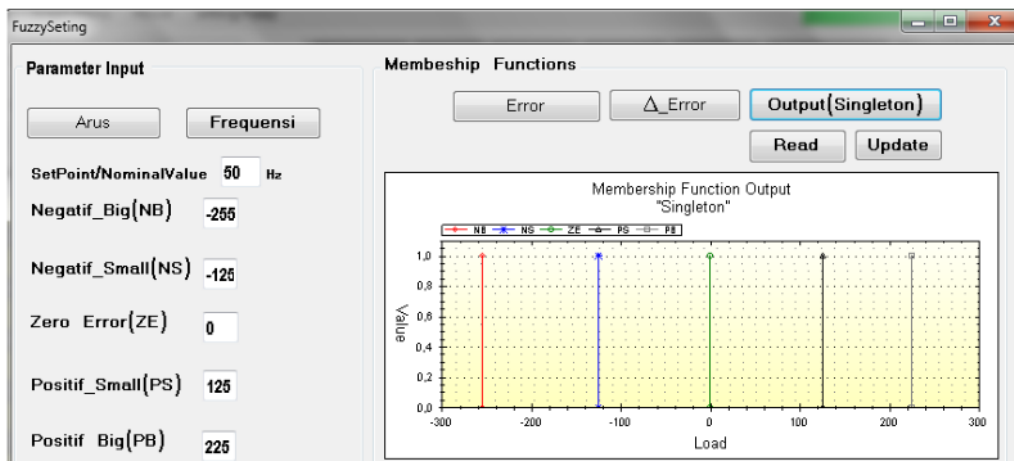 FuzzySeting
Parameter Input
Arus
Frequensi
SetPoint/NominalValue 50 Hz
Negatif_Big(NB) -255
Negatif_Small(NS) -125
Zero Error(ZE) 0
Positif_Small(PS) 125
Positif Big(PB) 225
Membeship Functions
Error
Δ_Error
Output(Singleton)
Read
Update
Membership Function Output
"Singleton"
NB NS ZE PS PB
Value
1,0
0,8
0,6
0,4
0,2
0,0
-300 -200 -100 0 100 200 300
Load